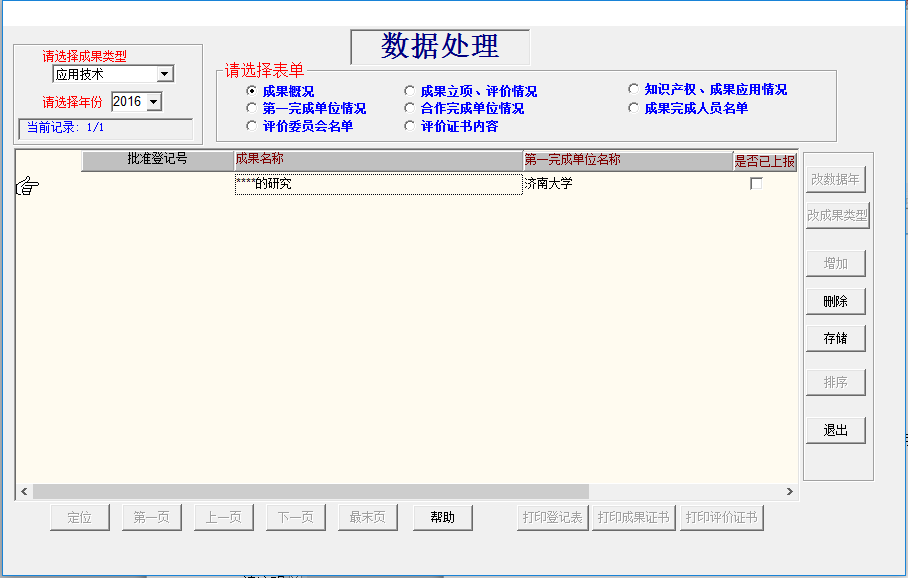 数据处理
请选择成果类型
应用技术
请选择年份 2016
当前记录: 1/1
请选择表单
成果概况 成果立项、评价情况 知识产权、成果应用情况
第一完成单位情况 合作完成单位情况 成果完成人员名单
评价委员会名单 评价证书内容
批准登记号 成果名称 第一完成单位名称 是否已上报
****的研究 济南大学
改数据年
改成果类型
增加
删除
存储
排序
退出
定位 第一页 上一页 下一页 最末页 帮助 打印登记表 打印成果证书 打印评价证书